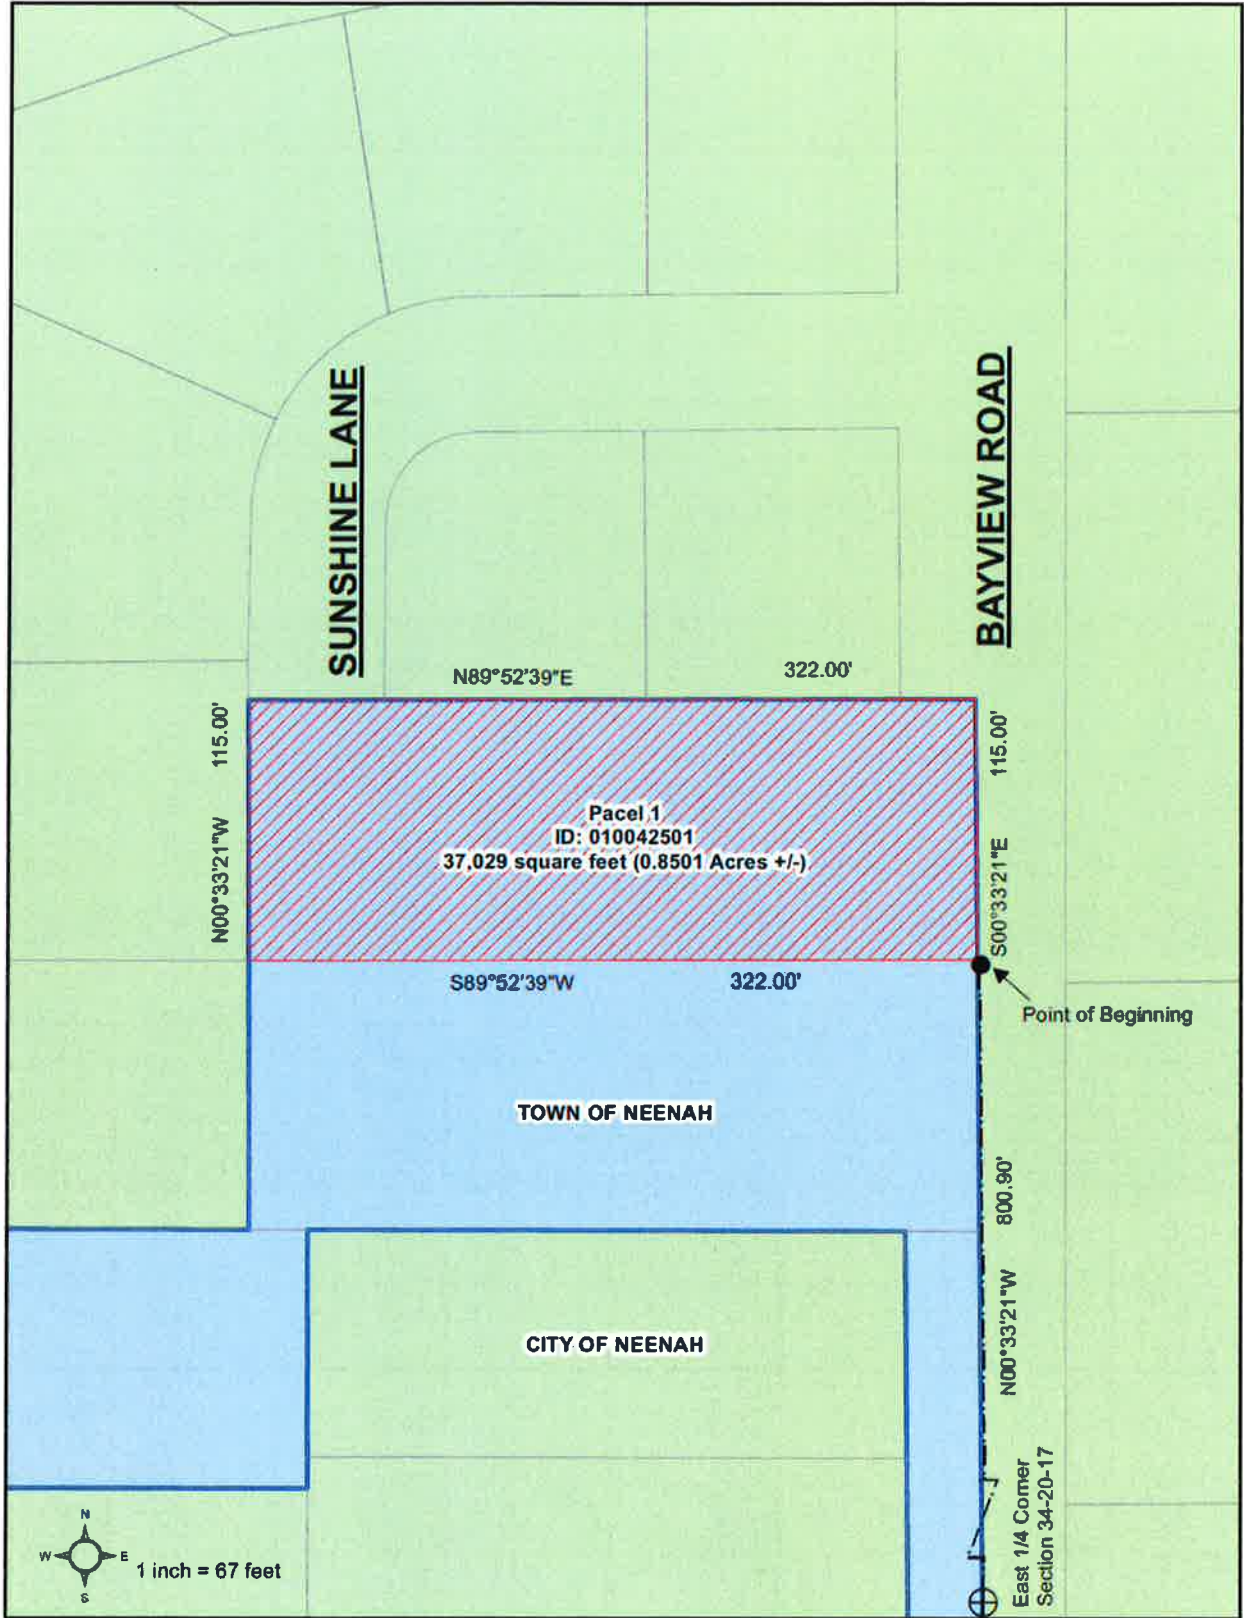 SUNSHINE LANE
BAYVIEW ROAD
N89°52'39"E 322.00'
N00°33'21"W 115.00'
S00°33'21"E 115.00'
Pacel 1
ID: 010042501
37,029 square feet (0.8501 Acres +/-)
S89°52'39"W 322.00'
Point of Beginning
TOWN OF NEENAH
N00°33'21"W 800.90'
CITY OF NEENAH
East 1/4 Corner
Section 34-20-17
N
W E
S
1 inch = 67 feet